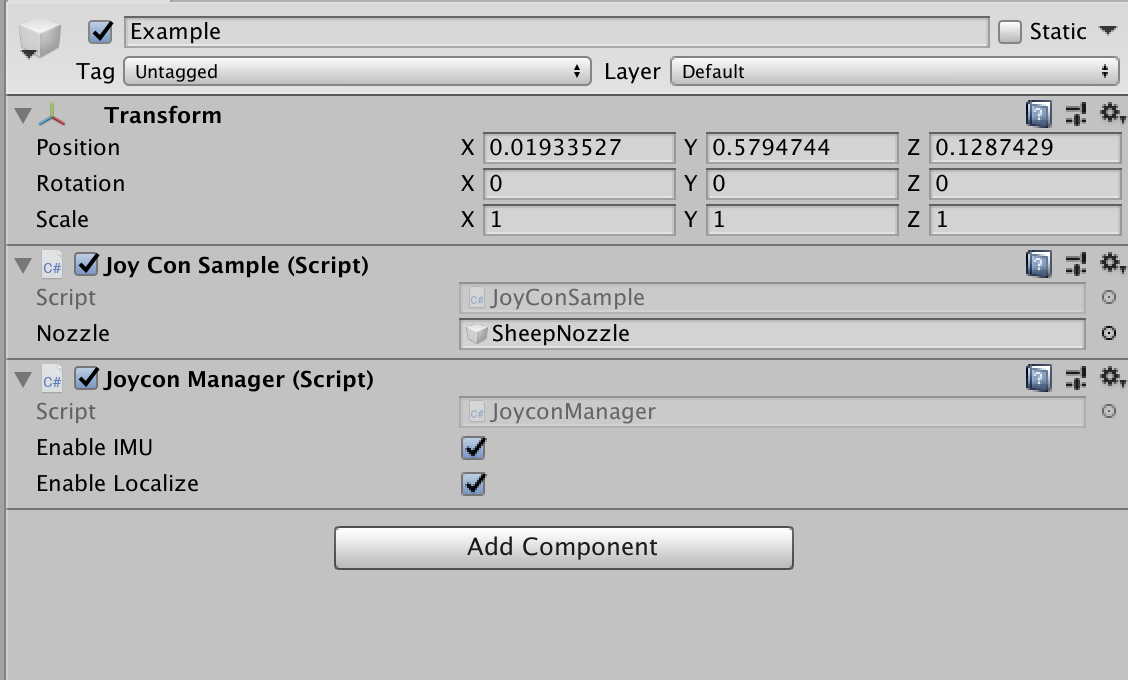 Example Static
Tag Untagged Layer Default
Transform
Position X 0.01933527 Y 0.5794744 Z 0.1287429
Rotation X 0 Y 0 Z 0
Scale X 1 Y 1 Z 1
C# Joy Con Sample (Script)
Script C# JoyConSample
Nozzle SheepNozzle
C# Joycon Manager (Script)
Script C# JoyconManager
Enable IMU
Enable Localize
Add Component